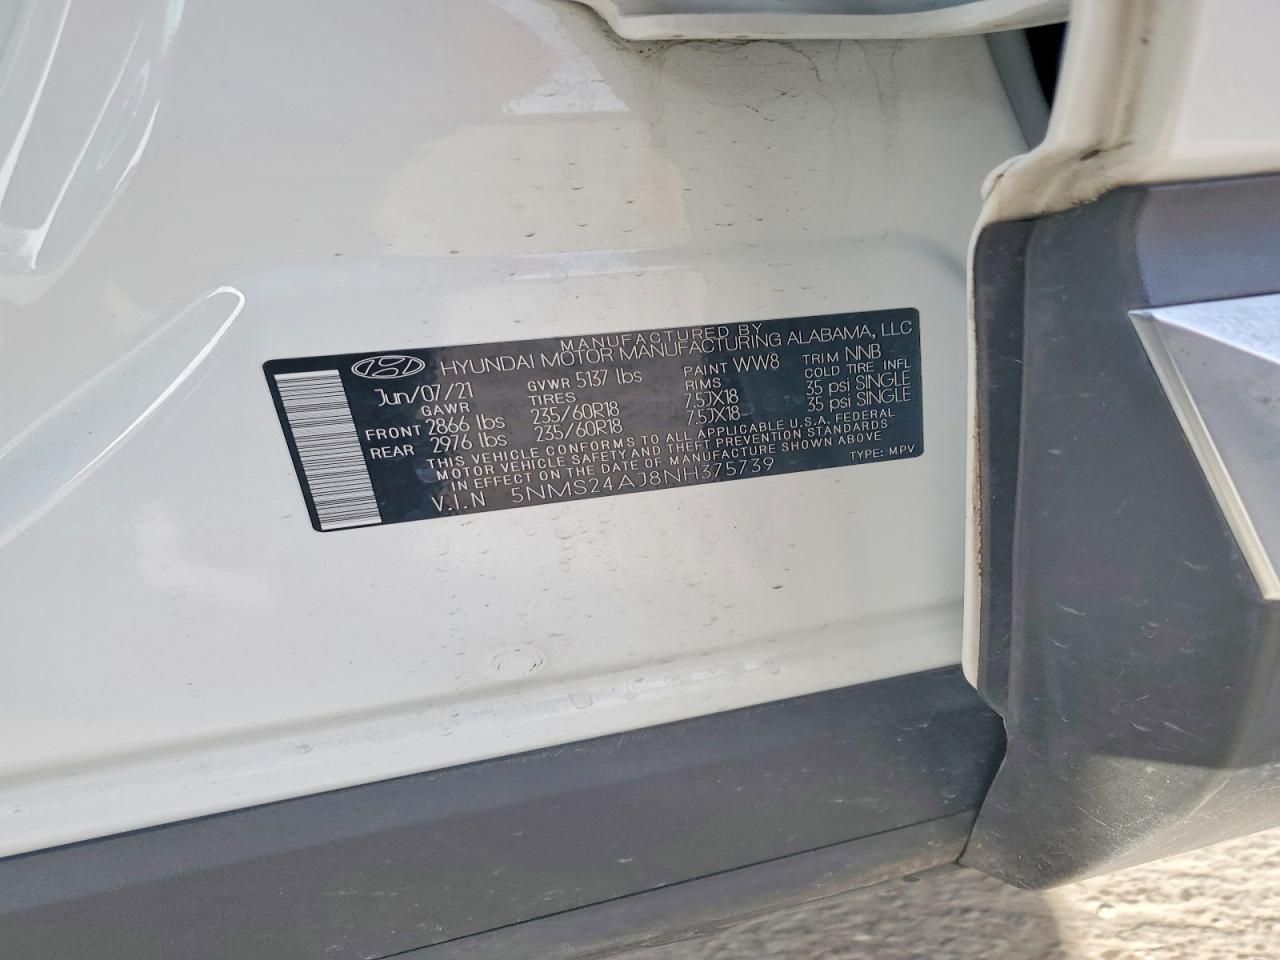 MANUFACTURED BY
HYUNDAI MOTOR MANUFACTURING ALABAMA, LLC
Jun/07/21 GVWR 5137 lbs PAINT WW8 TRIM NNB
GAWR TIRES RIMS COLD TIRE INFL
FRONT 2866 lbs 235/60R18 7.5JX18 35 psi SINGLE
REAR 2976 lbs 235/60R18 7.5JX18 35 psi SINGLE
THIS VEHICLE CONFORMS TO ALL APPLICABLE U.S.A. FEDERAL
MOTOR VEHICLE SAFETY AND THEFT PREVENTION STANDARDS
IN EFFECT ON THE DATE OF MANUFACTURE SHOWN ABOVE
V.I.N 5NMS24AJ8NH375739 TYPE: MPV